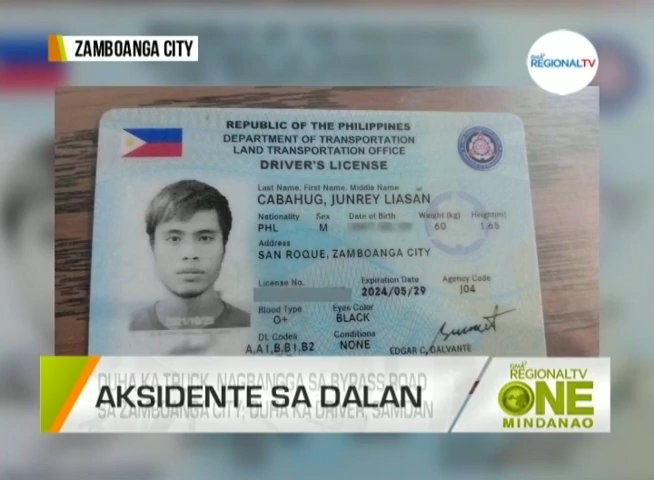 ZAMBOANGA CITY
GMA REGIONALTV
REPUBLIC OF THE PHILIPPINES
DEPARTMENT OF TRANSPORTATION
LAND TRANSPORTATION OFFICE
DRIVER'S LICENSE
Last Name, First Name, Middle Name
CABAHUG, JUNREY LIASAN
Nationality Sex Date of Birth Weight (kg) Height(m)
PHL M 60 1.65
Address
SAN ROQUE, ZAMBOANGA CITY
License No. Expiration Date Agency Code
2024/05/29 J04
Blood Type Eyes Color
O+ BLACK
DL Codes Conditions
A,A1,B,B1,B2 NONE
EDGAR C. GALVANTE
DUHA KA TRUCK, NAGBANGGA SA BYPASS ROAD
AKSIDENTE SA DALAN
SA ZAMBOANGA CITY; DUHA KA DRIVER, SAMDAN
GMA REGIONALTV
ONE
MINDANAO